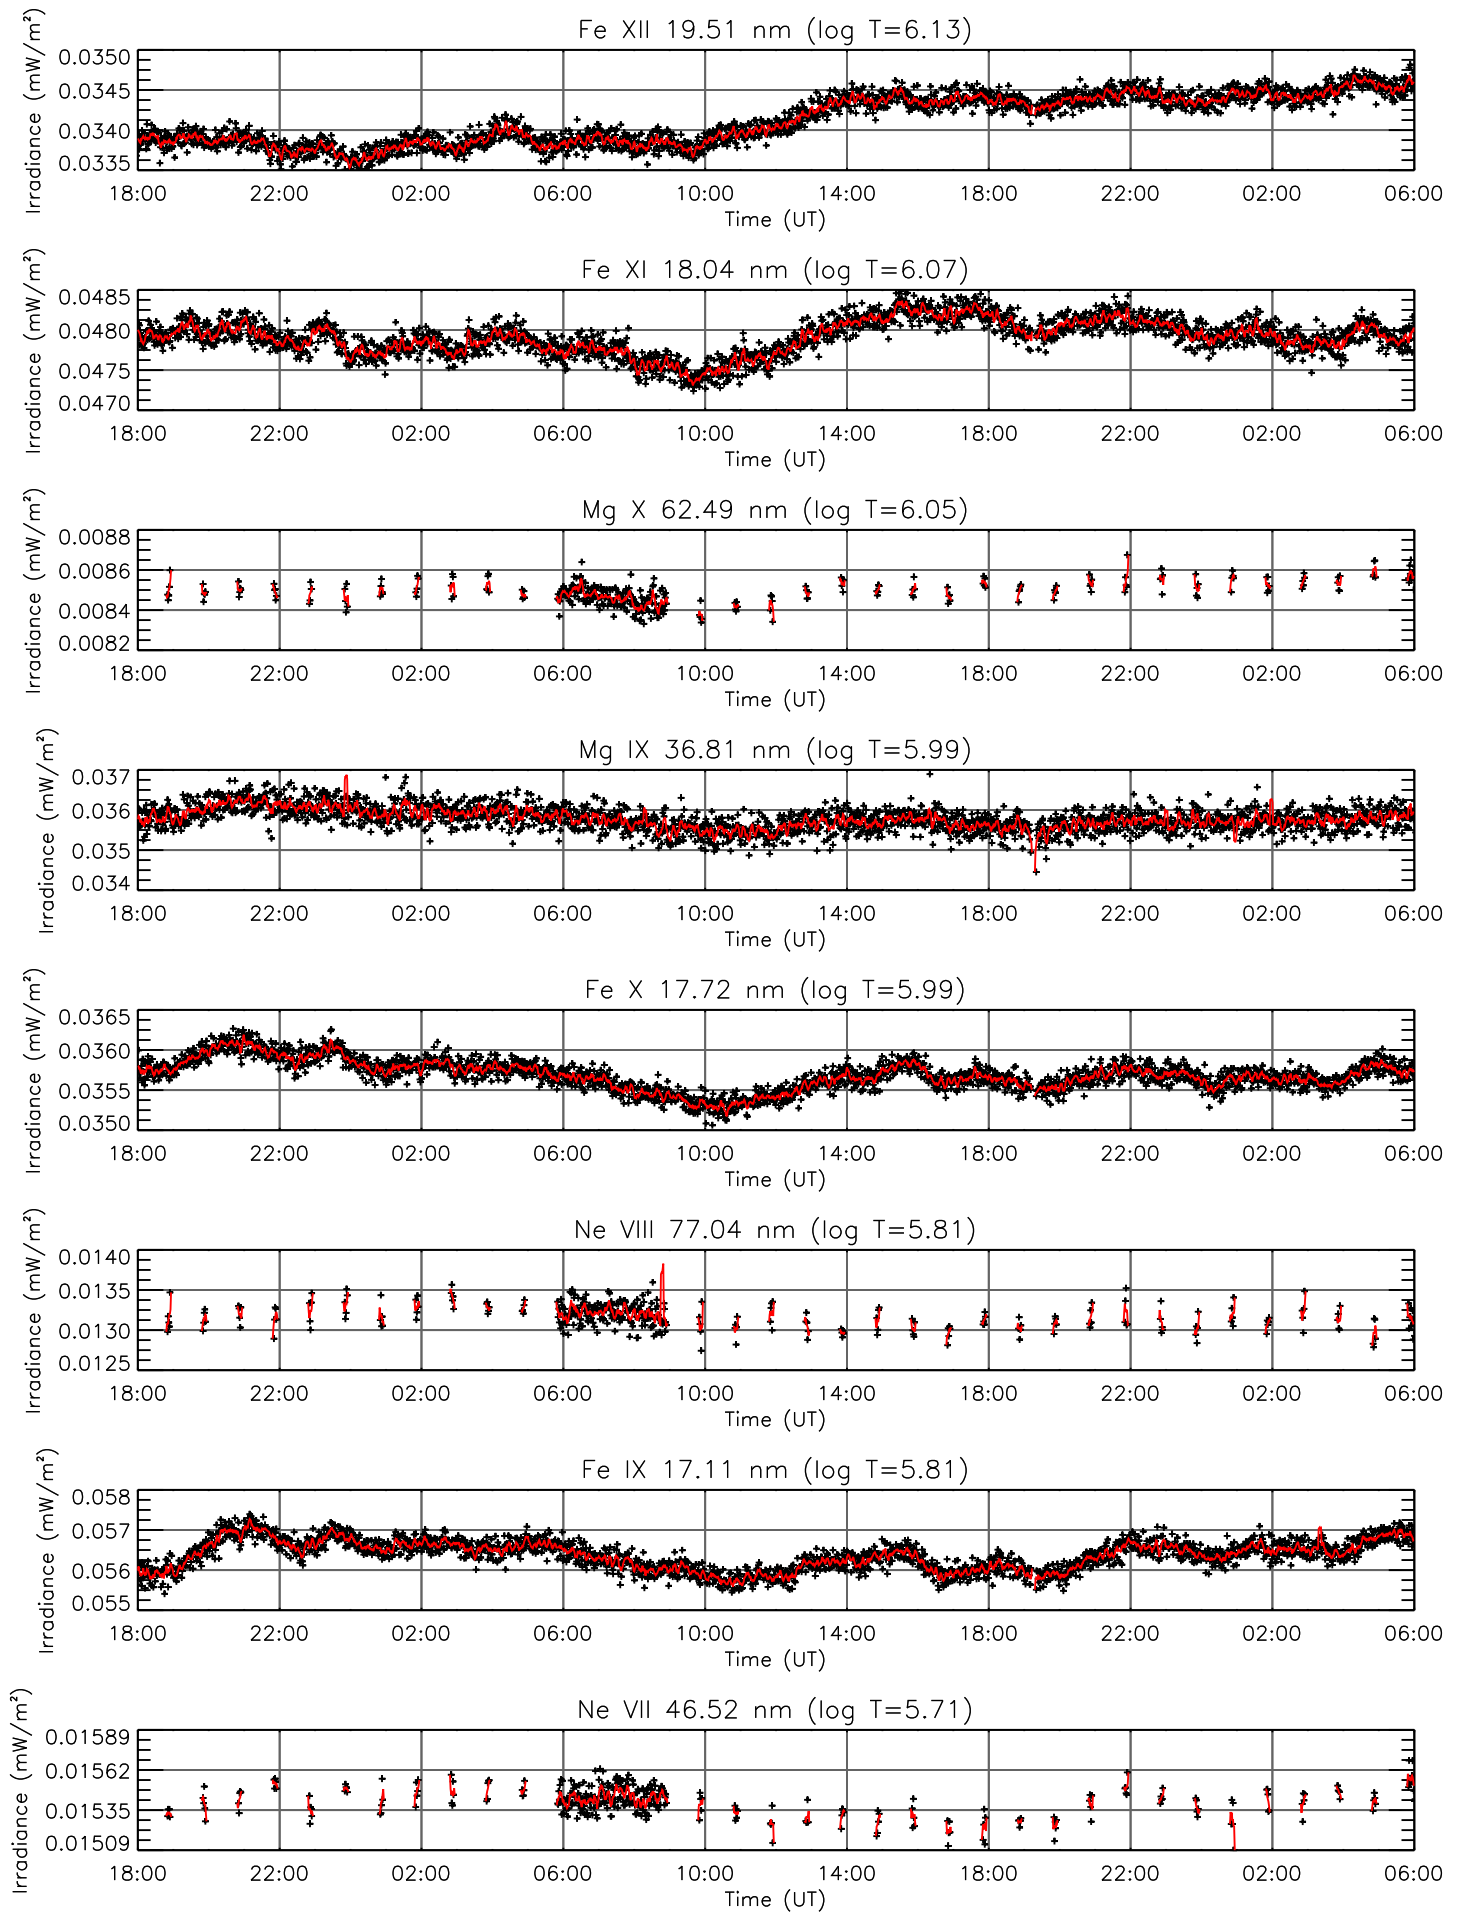 Fe XII 19.51 nm (log T=6.13)
Irradiance (mW/m²)
0.0350
0.0345
0.0340
0.0335
18:00 22:00 02:00 06:00 10:00 14:00 18:00 22:00 02:00 06:00
Time (UT)
Fe XI 18.04 nm (log T=6.07)
Irradiance (mW/m²)
0.0485
0.0480
0.0475
0.0470
18:00 22:00 02:00 06:00 10:00 14:00 18:00 22:00 02:00 06:00
Time (UT)
Mg X 62.49 nm (log T=6.05)
Irradiance (mW/m²)
0.0088
0.0086
0.0084
0.0082
18:00 22:00 02:00 06:00 10:00 14:00 18:00 22:00 02:00 06:00
Time (UT)
Mg IX 36.81 nm (log T=5.99)
Irradiance (mW/m²)
0.037
0.036
0.035
0.034
18:00 22:00 02:00 06:00 10:00 14:00 18:00 22:00 02:00 06:00
Time (UT)
Fe X 17.72 nm (log T=5.99)
Irradiance (mW/m²)
0.0365
0.0360
0.0355
0.0350
18:00 22:00 02:00 06:00 10:00 14:00 18:00 22:00 02:00 06:00
Time (UT)
Ne VIII 77.04 nm (log T=5.81)
Irradiance (mW/m²)
0.0140
0.0135
0.0130
0.0125
18:00 22:00 02:00 06:00 10:00 14:00 18:00 22:00 02:00 06:00
Time (UT)
Fe IX 17.11 nm (log T=5.81)
Irradiance (mW/m²)
0.058
0.057
0.056
0.055
18:00 22:00 02:00 06:00 10:00 14:00 18:00 22:00 02:00 06:00
Time (UT)
Ne VII 46.52 nm (log T=5.71)
Irradiance (mW/m²)
0.01589
0.01562
0.01535
0.01509
18:00 22:00 02:00 06:00 10:00 14:00 18:00 22:00 02:00 06:00
Time (UT)